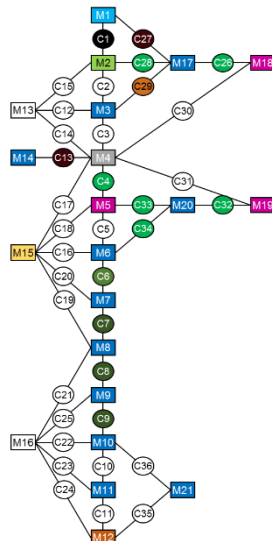 M1
C1 C27
M2 C28 M17 C26 M18
C15 C2 C29
M13 C12 M3 C30
C14 C3
M14 C13 M4
C4 C31
C17 M5 C33 M20 C32 M19
C18 C5 C34
M15 C16 M6
C20 C6
C19 M7
C7
M8
C8
C21 M9
C25 C9
M16 C22 M10
C23 C10 C36
C24 M11 M21
C11 C35
M12